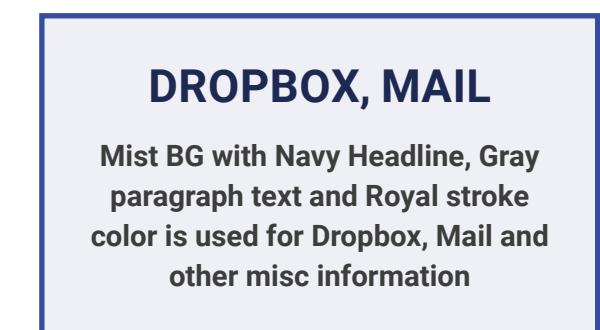 DROPBOX, MAIL
Mist BG with Navy Headline, Gray
paragraph text and Royal stroke
color is used for Dropbox, Mail and
other misc information